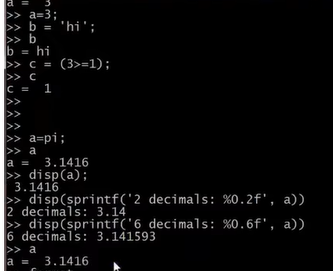 a = 3
>> a=3;
>> b = 'hi';
>> b
b = hi
>> c = (3>=1);
>> c
c = 1
>>
>>
>>
>> a=pi;
>> a
a = 3.1416
>> disp(a);
3.1416
>> disp(sprintf('2 decimals: %0.2f', a))
2 decimals: 3.14
>> disp(sprintf('6 decimals: %0.6f', a))
6 decimals: 3.141593
>> a
a = 3.1416